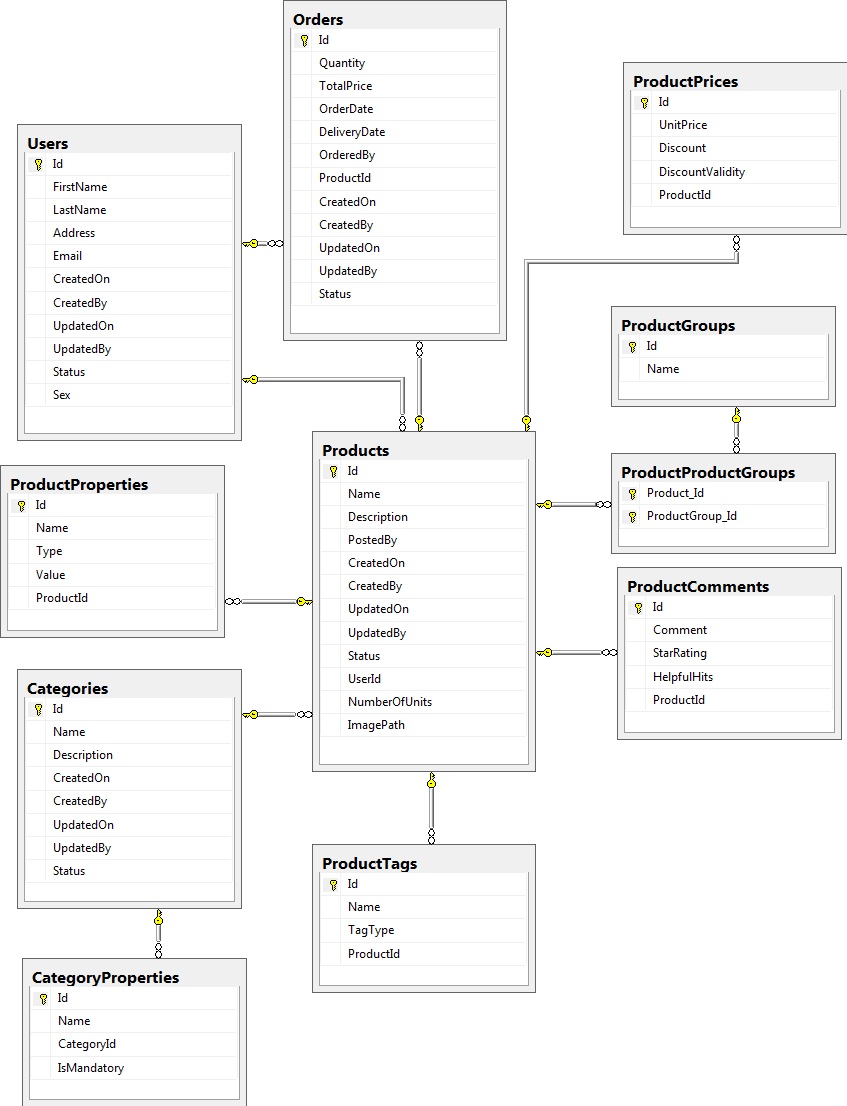 Orders
Id
Quantity
TotalPrice
OrderDate
DeliveryDate
OrderedBy
ProductId
CreatedOn
CreatedBy
UpdatedOn
UpdatedBy
Status
ProductPrices
Id
UnitPrice
Discount
DiscountValidity
ProductId
Users
Id
FirstName
LastName
Address
Email
CreatedOn
CreatedBy
UpdatedOn
UpdatedBy
Status
Sex
ProductGroups
Id
Name
Products
Id
Name
Description
PostedBy
CreatedOn
CreatedBy
UpdatedOn
UpdatedBy
Status
UserId
NumberOfUnits
ImagePath
ProductProductGroups
Product_Id
ProductGroup_Id
ProductProperties
Id
Name
Type
Value
ProductId
ProductComments
Id
Comment
StarRating
HelpfulHits
ProductId
Categories
Id
Name
Description
CreatedOn
CreatedBy
UpdatedOn
UpdatedBy
Status
ProductTags
Id
Name
TagType
ProductId
CategoryProperties
Id
Name
CategoryId
IsMandatory